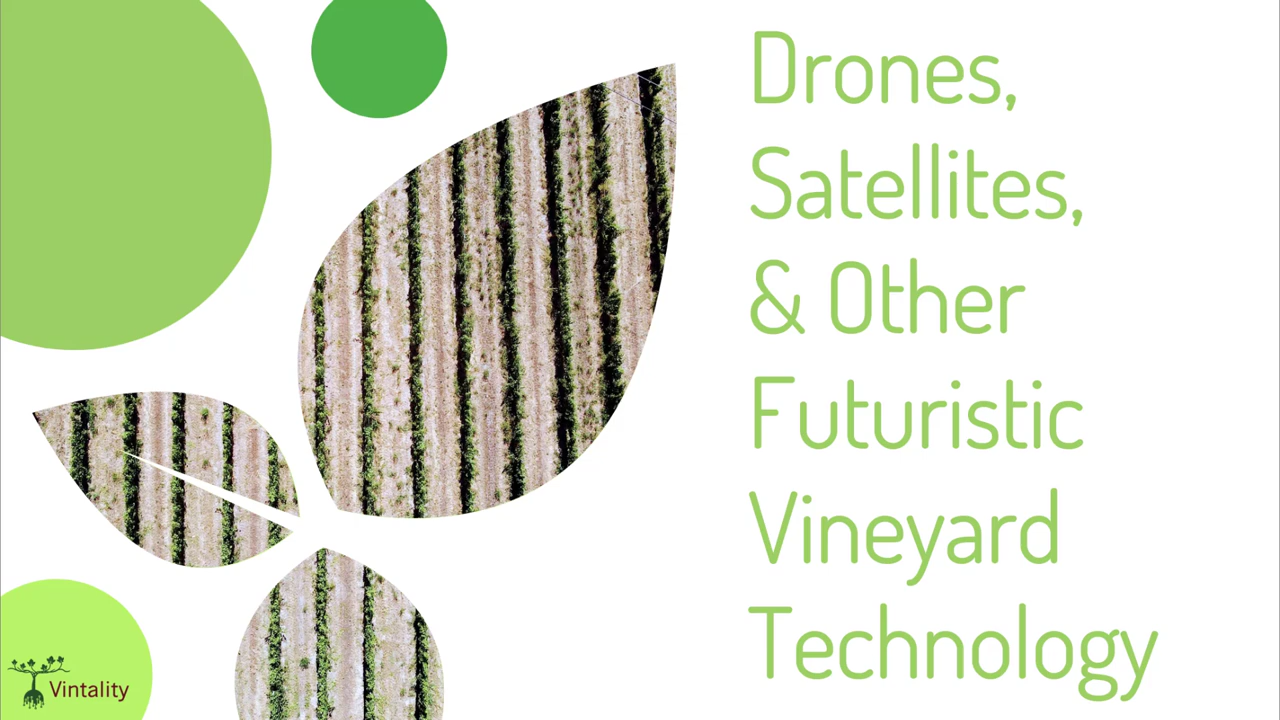 Drones,
Satellites,
& Other
Futuristic
Vineyard
Technology
Vintality